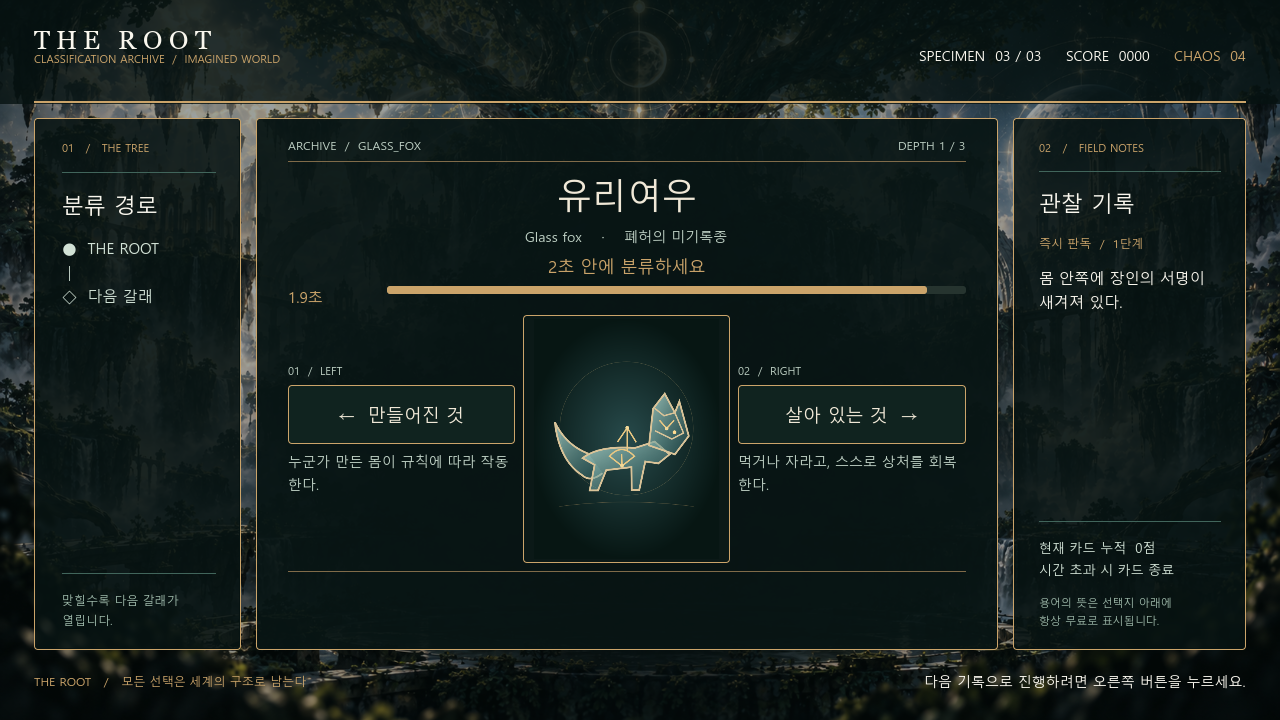 THE ROOT
CLASSIFICATION ARCHIVE / IMAGINED WORLD
SPECIMEN 03 / 03 SCORE 0000 CHAOS 04
01 / THE TREE
분류 경로
● THE ROOT
◇ 다음 갈래
맞힐수록 다음 갈래가
열립니다.
ARCHIVE / GLASS_FOX DEPTH 1 / 3
유리여우
Glass fox · 폐허의 미기록종
2초 안에 분류하세요
1.9초
01 / LEFT
← 만들어진 것
누군가 만든 몸이 규칙에 따라 작동
한다.
02 / RIGHT
살아 있는 것 →
먹거나 자라고, 스스로 상처를 회복
한다.
02 / FIELD NOTES
관찰 기록
즉시 판독 / 1단계
몸 안쪽에 장인의 서명이
새겨져 있다.
현재 카드 누적 0점
시간 초과 시 카드 종료
용어의 뜻은 선택지 아래에
항상 무료로 표시됩니다.
THE ROOT / 모든 선택은 세계의 구조로 남는다
다음 기록으로 진행하려면 오른쪽 버튼을 누르세요.